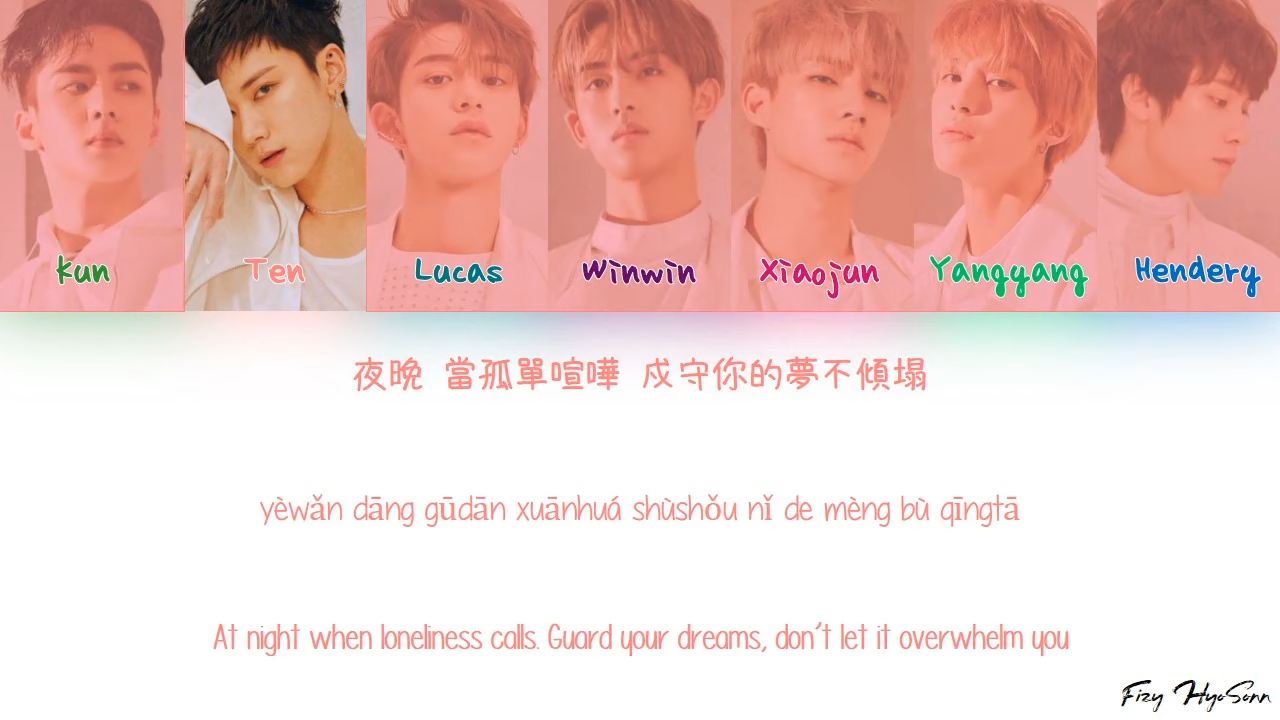 Kun Ten Lucas Winwin Xiaojun Yangyang Hendery
夜晚 當孤單喧嘩 戍守你的夢不傾塌
yèwǎn dāng gūdān xuānhuá shùshǒu nǐ de mèng bù qīngtā
At night when loneliness calls. Guard your dreams, don't let it overwhelm you
Fizy HyoSonn